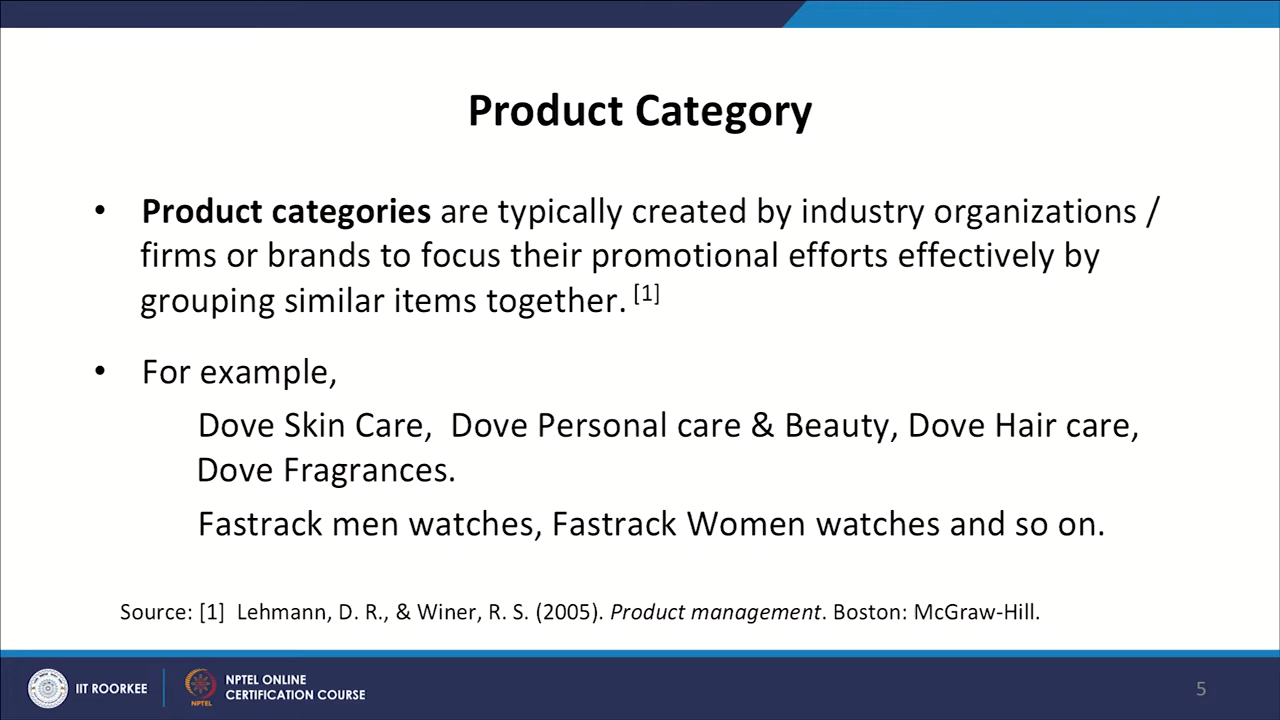 Product Category
• Product categories are typically created by industry organizations /
firms or brands to focus their promotional efforts effectively by
grouping similar items together. [1]
• For example,
Dove Skin Care, Dove Personal care & Beauty, Dove Hair care,
Dove Fragrances.
Fastrack men watches, Fastrack Women watches and so on.
Source: [1] Lehmann, D. R., & Winer, R. S. (2005). Product management. Boston: McGraw-Hill.
IIT ROORKEE
NPTEL
NPTEL ONLINE
CERTIFICATION COURSE
5